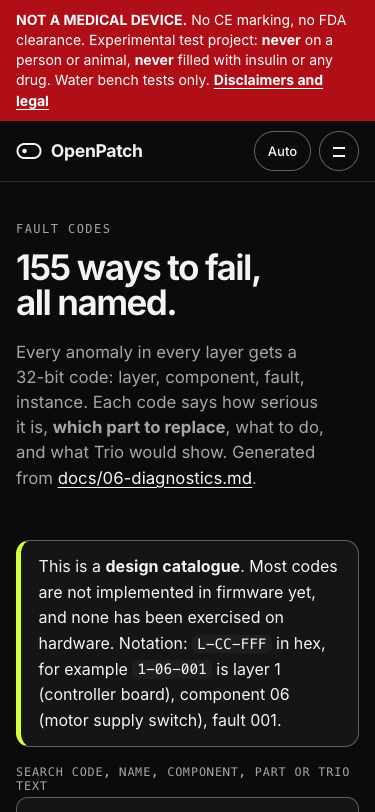 NOT A MEDICAL DEVICE. No CE marking, no FDA
clearance. Experimental test project: never on a
person or animal, never filled with insulin or any
drug. Water bench tests only. Disclaimers and
legal
OpenPatch
Auto
FAULT CODES
155 ways to fail,
all named.
Every anomaly in every layer gets a
32-bit code: layer, component, fault,
instance. Each code says how serious
it is, which part to replace, what to do,
and what Trio would show. Generated
from docs/06-diagnostics.md.
This is a design catalogue. Most codes
are not implemented in firmware yet,
and none has been exercised on
hardware. Notation: L-CC-FFF in hex,
for example 1-06-001 is layer 1
(controller board), component 06
(motor supply switch), fault 001.
SEARCH CODE, NAME, COMPONENT, PART OR TRIO
TEXT